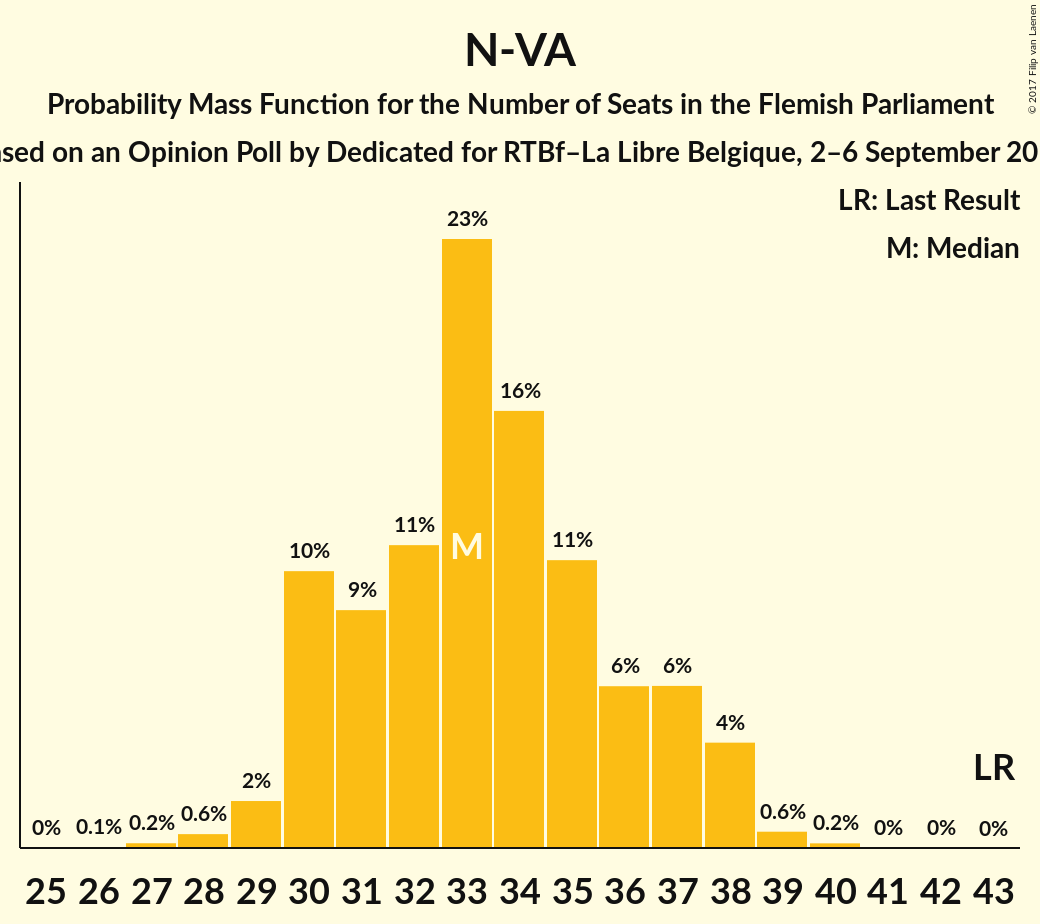 N-VA
Probability Mass Function for the Number of Seats in the Flemish Parliament
on an Opinion Poll by Dedicated for RTBf–La Libre Belgique, 2–6 September
© 2017 Filip van Laenen
LR: Last Result
M: Median
23%
16%
11%
11%
10%
9%
M
6%
6%
4%
2%
LR
0%
0.1%
0.2%
0.6%
0.6%
0.2%
0%
0%
0%
25 26 27 28 29 30 31 32 33 34 35 36 37 38 39 40 41 42 43